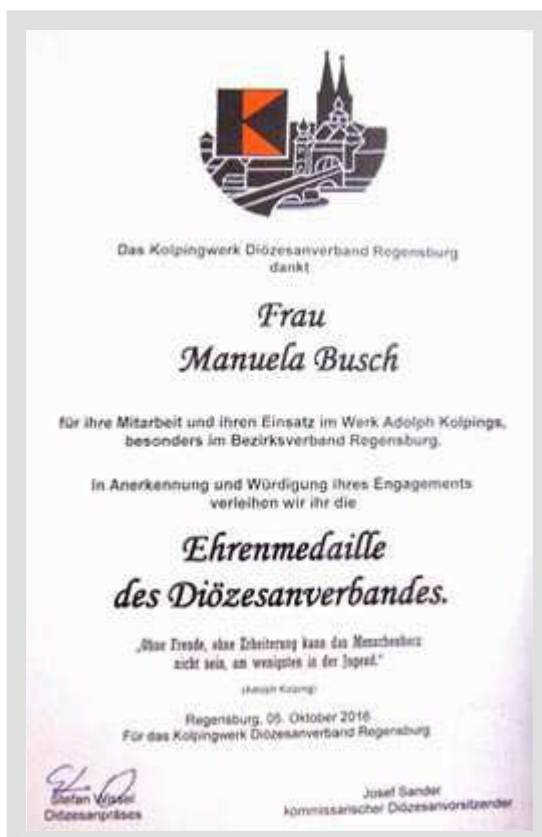 Das Kolpingwerk Diözesanverband Regensburg
dankt
Frau
Manuela Busch
für ihre Mitarbeit und ihren Einsatz im Werk Adolph Kolpings,
besonders im Bezirksverband Regensburg.
In Anerkennung und Würdigung ihres Engagements
verleihen wir ihr die
Ehrenmedaille
des Diözesanverbandes.
„Ohne Freude, ohne Erheiterung kann das Menschenherz
nicht sein, am wenigsten in der Jugend.“
(Adolph Kolping)
Regensburg, 05. Oktober 2016
Für das Kolpingwerk Diözesanverband Regensburg
Stefan Wissel
Diözesanpräses
Josef Sander
kommissarischer Diözesanvorsitzender